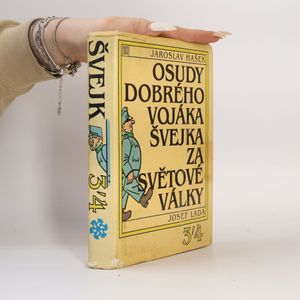 JAROSLAV HAŠEK
OSUDY
DOBRÉHO
VOJÁKA
ŠVEJKA
ZA
SVĚTOVÉ
VÁLKY
JOSEF LADA
3/4
ŠVEJK
3/4